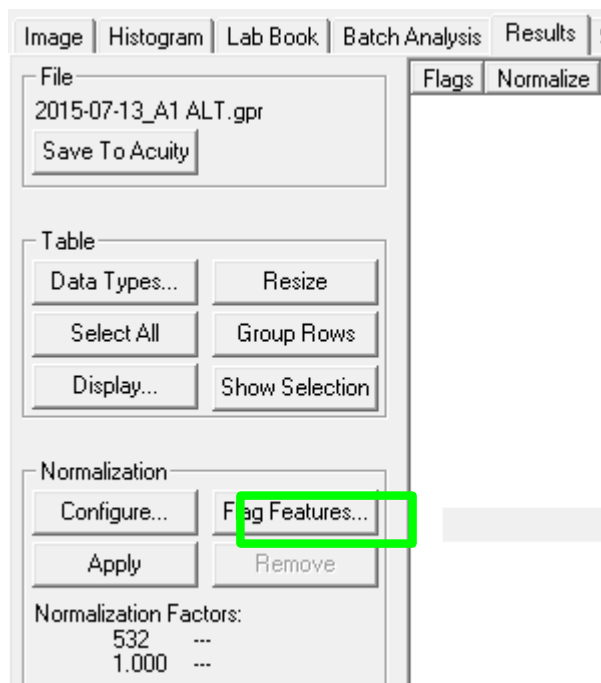 Image Histogram Lab Book Batch Analysis Results
File
2015-07-13_A1 ALT.gpr
Save To Acuity
Flags Normalize
Table
Data Types... Resize
Select All Group Rows
Display... Show Selection
Normalization
Configure... Flag Features...
Apply Remove
Normalization Factors:
532 ---
1.000 ---